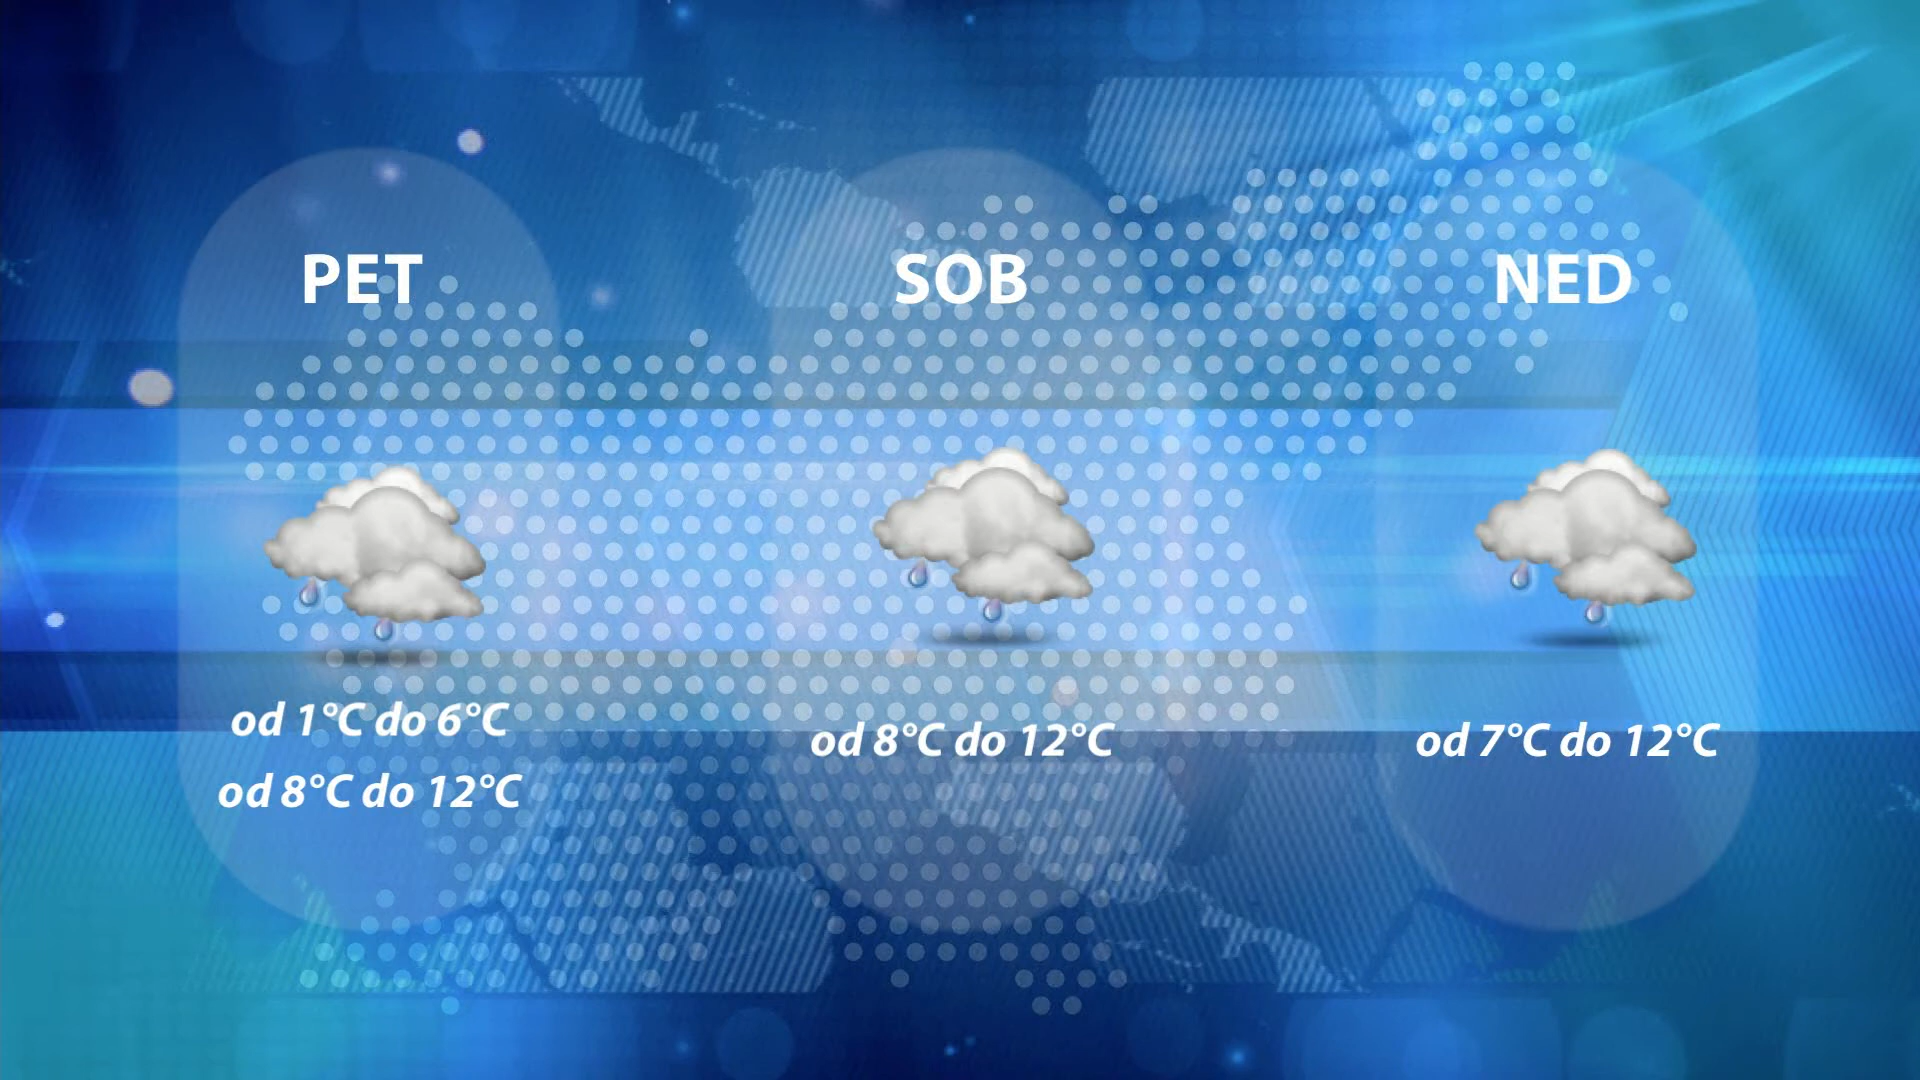 PET
od 1°C do 6°C
od 8°C do 12°C
SOB
od 8°C do 12°C
NED
od 7°C do 12°C